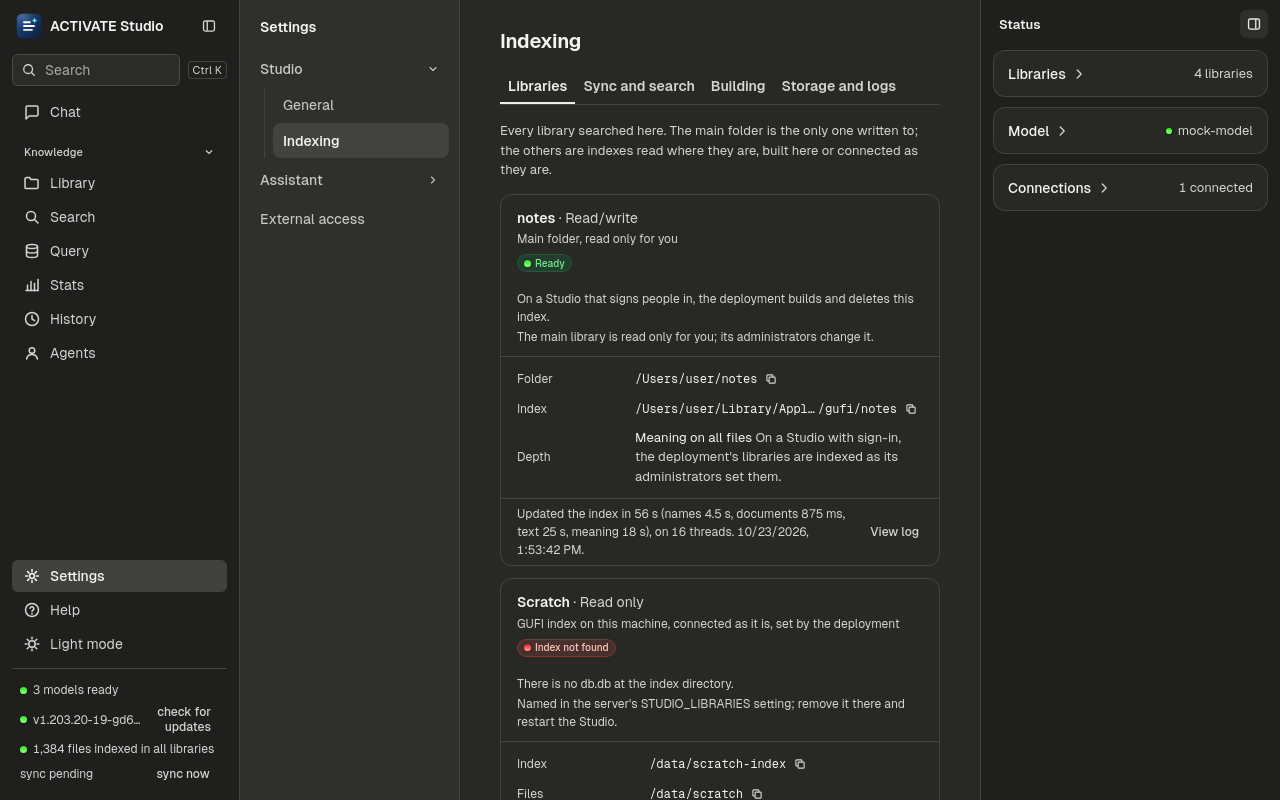 ACTIVATE Studio
Search
Ctrl K
Chat
Knowledge
Library
Search
Query
Stats
History
Agents
Settings
Help
Light mode
3 models ready
v1.203.20-19-gd6…
check for updates
1,384 files indexed in all libraries
sync pending
sync now
Settings
Studio
General
Indexing
Assistant
External access
Indexing
Libraries
Sync and search
Building
Storage and logs
Every library searched here. The main folder is the only one written to;
the others are indexes read where they are, built here or connected as
they are.
notes · Read/write
Main folder, read only for you
Ready
On a Studio that signs people in, the deployment builds and deletes this
index.
The main library is read only for you; its administrators change it.
Folder
/Users/user/notes
Index
/Users/user/Library/Appl… /gufi/notes
Depth
Meaning on all files On a Studio with sign-in,
the deployment's libraries are indexed as its
administrators set them.
Updated the index in 56 s (names 4.5 s, documents 875 ms,
text 25 s, meaning 18 s), on 16 threads. 10/23/2026,
1:53:42 PM.
View log
Scratch · Read only
GUFI index on this machine, connected as it is, set by the deployment
Index not found
There is no db.db at the index directory.
Named in the server's STUDIO_LIBRARIES setting; remove it there and
restart the Studio.
Index
/data/scratch-index
Files
/data/scratch
Status
Libraries
4 libraries
Model
mock-model
Connections
1 connected